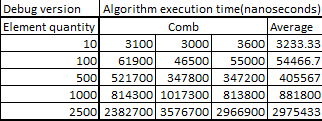 Debug version Algorithm execution time(nanoseconds)
Element quantity Comb Average
10 3100 3000 3600 3233.33
100 61900 46500 55000 54466.7
500 521700 347800 347200 405567
1000 814300 1017300 813800 881800
2500 2382700 3576700 2966900 2975433